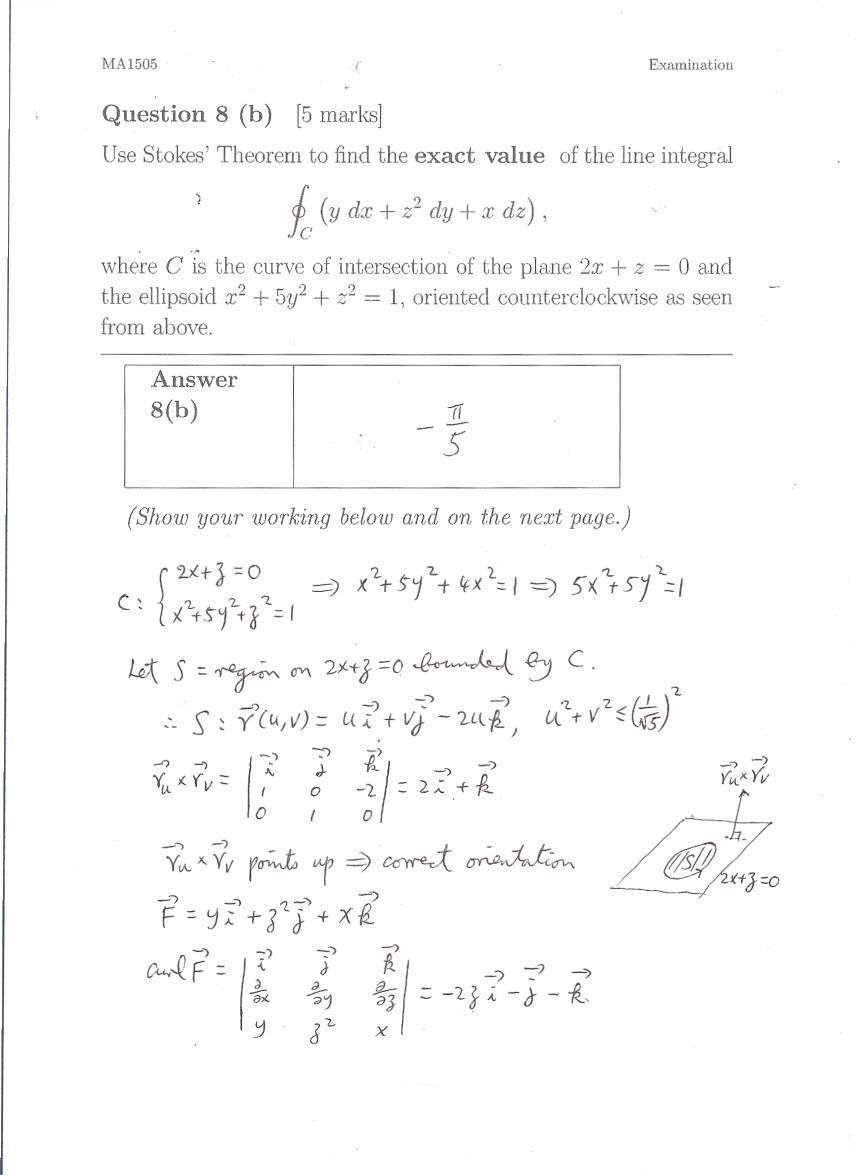 MA1505 Examination
Question 8 (b) [5 marks]
Use Stokes' Theorem to find the exact value of the line integral
∮_C (y dx + z² dy + x dz) ,
where C is the curve of intersection of the plane 2x + z = 0 and
the ellipsoid x² + 5y² + z² = 1, oriented counterclockwise as seen
from above.
Answer
8(b)
− π/5
(Show your working below and on the next page.)
C: { 2x+z=0
x²+5y²+z²=1 ⇒ x²+5y²+4x²=1 ⇒ 5x²+5y²=1
Let S = region on 2x+z=0 bounded by C.
∴ S : r⃗(u,v) = u i⃗ + v j⃗ − 2u k⃗, u²+v² ≤ (1/√5)²
r⃗u × r⃗v = | i⃗ j⃗ k⃗ |
| 1 0 -2 | = 2 i⃗ + k⃗
| 0 1 0 |
r⃗u × r⃗v
r⃗u × r⃗v points up ⇒ correct orientation
S
2x+z=0
F⃗ = y i⃗ + z² j⃗ + x k⃗
curl F⃗ = | i⃗ j⃗ k⃗ |
| ∂/∂x ∂/∂y ∂/∂z | = −2z i⃗ − j⃗ − k⃗.
| y z² x |